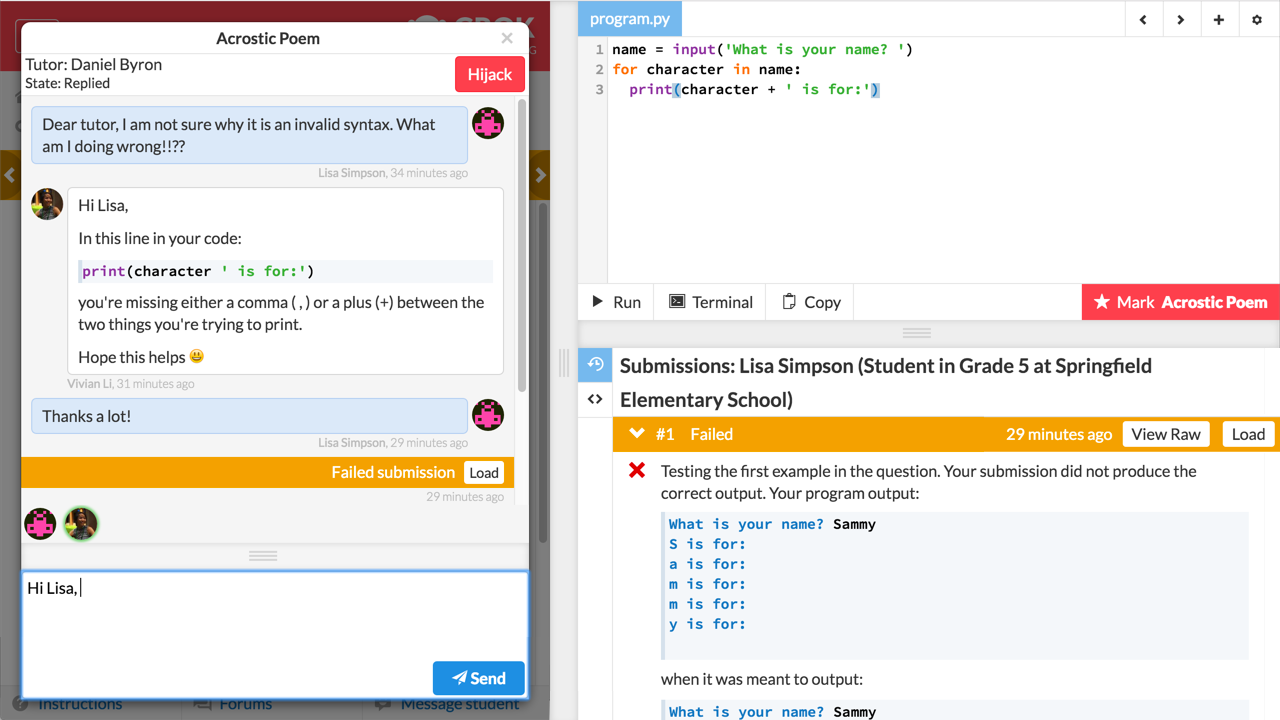 Acrostic Poem
×
Tutor: Daniel Byron
State: Replied
Hijack
Dear tutor, I am not sure why it is an invalid syntax. What
am I doing wrong!!??
Lisa Simpson, 34 minutes ago
Hi Lisa,
In this line in your code:
print(character ' is for:')
you're missing either a comma ( , ) or a plus (+) between the
two things you're trying to print.
Hope this helps 😃
Vivian Li, 31 minutes ago
Thanks a lot!
Lisa Simpson, 29 minutes ago
Failed submission Load
29 minutes ago
Hi Lisa,
Send
Instructions
Forums
Message student
program.py
1 name = input('What is your name? ')
2 for character in name:
3   print(character + ' is for:')
Run
Terminal
Copy
Mark Acrostic Poem
Submissions: Lisa Simpson (Student in Grade 5 at Springfield
Elementary School)
#1 Failed 29 minutes ago View Raw Load
Testing the first example in the question. Your submission did not produce the
correct output. Your program output:
What is your name? Sammy
S is for:
a is for:
m is for:
m is for:
y is for:
when it was meant to output:
What is your name? Sammy